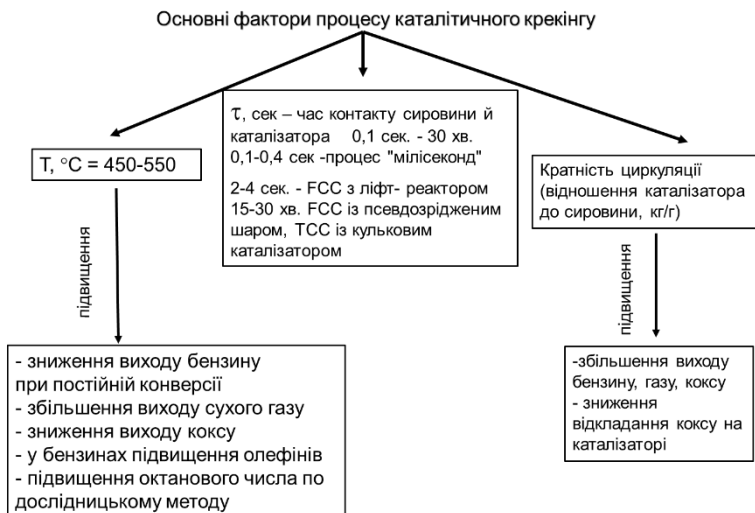 Основні фактори процесу каталітичного крекінгу
T, °C = 450-550
підвищення
- зниження виходу бензину
при постійній конверсії
- збільшення виходу сухого газу
- зниження виходу коксу
- у бензинах підвищення олефінів
- підвищення октанового числа по
дослідницькому методу
τ, сек – час контакту сировини й
каталізатора 0,1 сек. - 30 хв.
0,1-0,4 сек -процес "мілісеконд"
2-4 сек. - FCC з ліфт- реактором
15-30 хв. FCC із псевдозрідженим
шаром, TCC із кульковим
каталізатором
Кратність циркуляції
(відношення каталізатора
до сировини, кг/г)
підвищення
-збільшення виходу
бензину, газу, коксу
- зниження
відкладання коксу на
каталізаторі